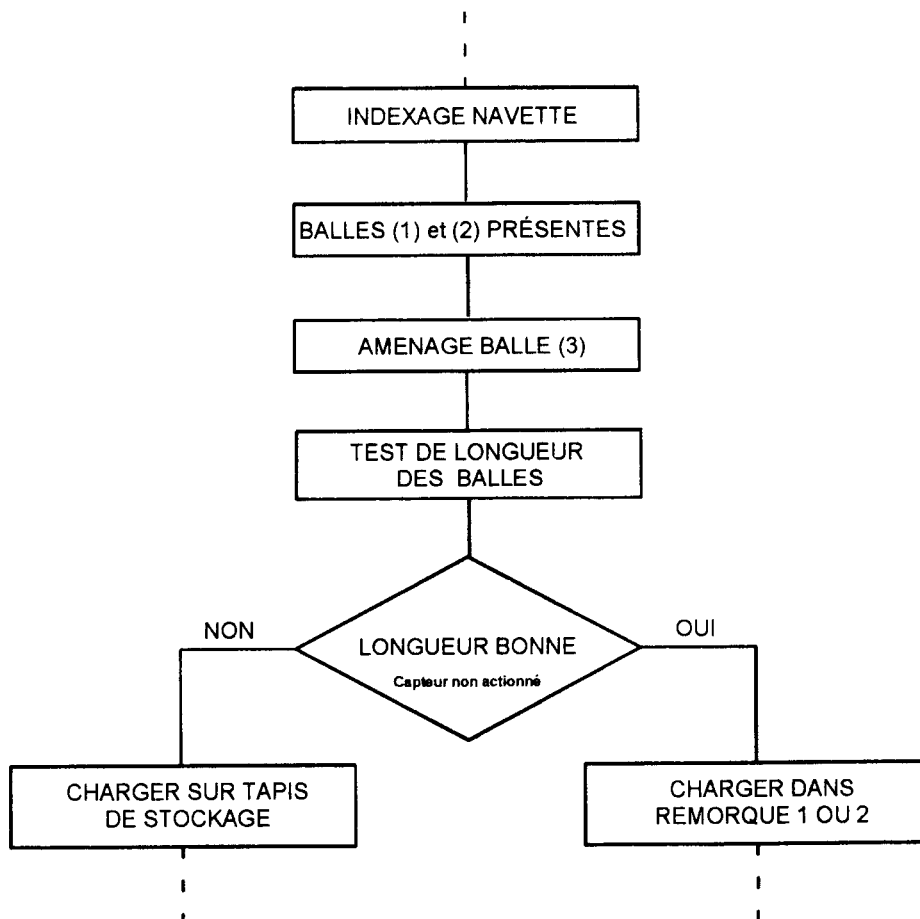 INDEXAGE NAVETTE
BALLES (1) et (2) PRÉSENTES
AMENAGE BALLE (3)
TEST DE LONGUEUR
DES BALLES
NON
OUI
LONGUEUR BONNE
Capteur non actionné
CHARGER SUR TAPIS
DE STOCKAGE
CHARGER DANS
REMORQUE 1 OU 2